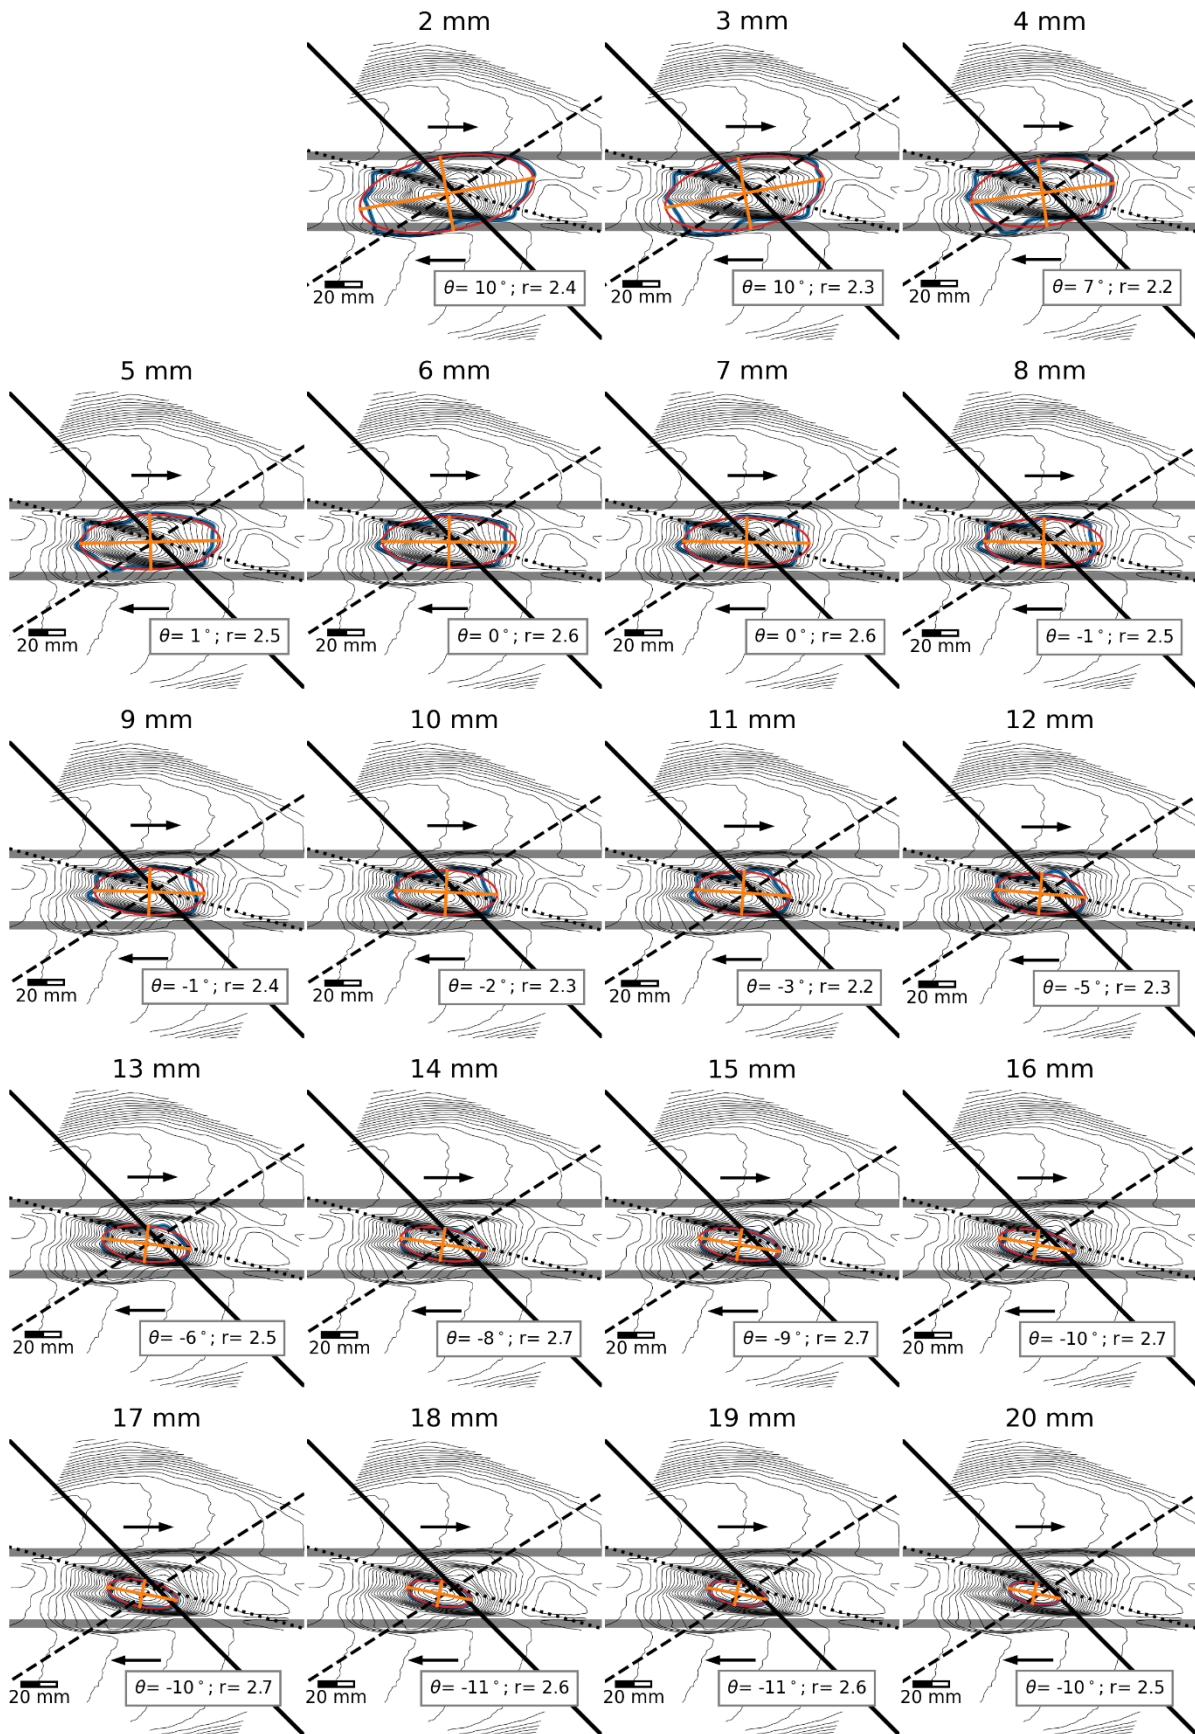 2 mm
3 mm
4 mm
20 mm
θ= 10°; r= 2.4
20 mm
θ= 10°; r= 2.3
20 mm
θ= 7°; r= 2.2
5 mm
6 mm
7 mm
8 mm
20 mm
θ= 1°; r= 2.5
20 mm
θ= 0°; r= 2.6
20 mm
θ= 0°; r= 2.6
20 mm
θ= -1°; r= 2.5
9 mm
10 mm
11 mm
12 mm
20 mm
θ= -1°; r= 2.4
20 mm
θ= -2°; r= 2.3
20 mm
θ= -3°; r= 2.2
20 mm
θ= -5°; r= 2.3
13 mm
14 mm
15 mm
16 mm
20 mm
θ= -6°; r= 2.5
20 mm
θ= -8°; r= 2.7
20 mm
θ= -9°; r= 2.7
20 mm
θ= -10°; r= 2.7
17 mm
18 mm
19 mm
20 mm
20 mm
θ= -10°; r= 2.7
20 mm
θ= -11°; r= 2.6
20 mm
θ= -11°; r= 2.6
20 mm
θ= -10°; r= 2.5